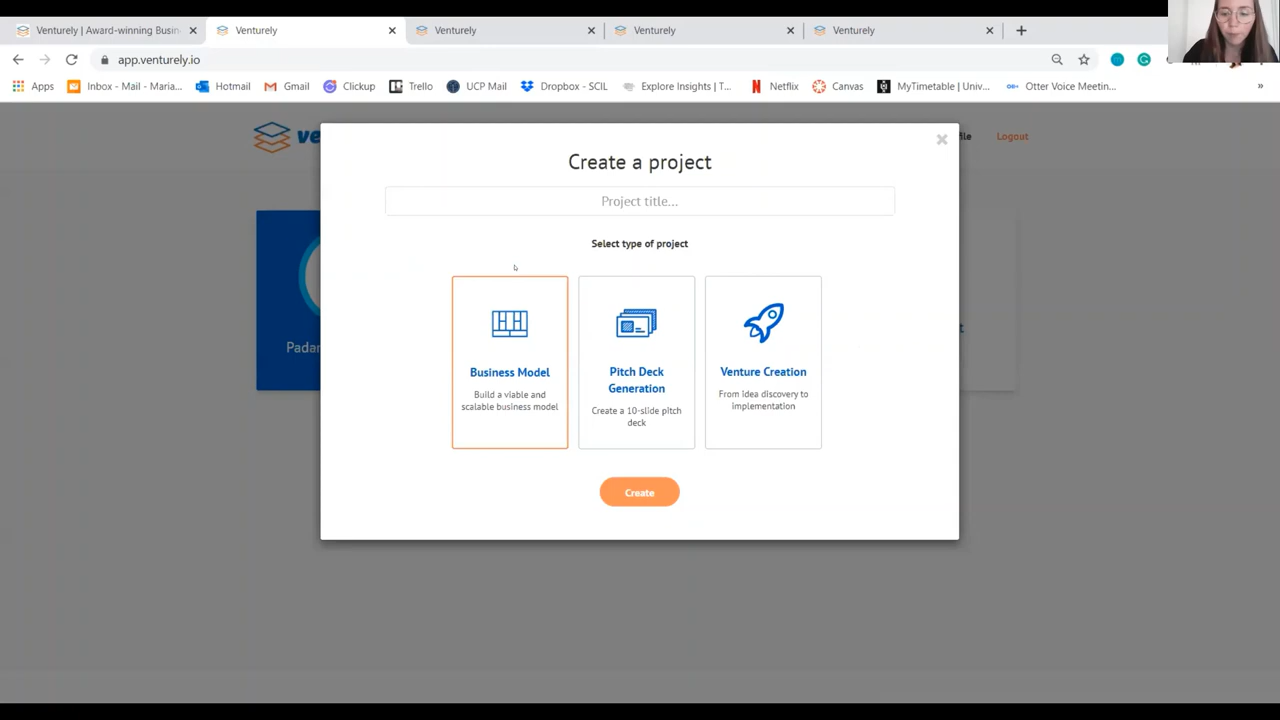 Venturely | Award-winning Busin
Venturely
Venturely
Venturely
Venturely
app.venturely.io
Apps
Inbox - Mail - Maria...
Hotmail
Gmail
Clickup
Trello
UCP Mail
Dropbox - SCIL
Explore Insights | T...
Netflix
Canvas
MyTimetable | Univ...
Otter Voice Meetin...
»
ve
file
Logout
Create a project
Project title...
Select type of project
Business Model
Build a viable and
scalable business model
Pitch Deck
Generation
Create a 10-slide pitch
deck
Venture Creation
From idea discovery to
implementation
Create
Padan
t